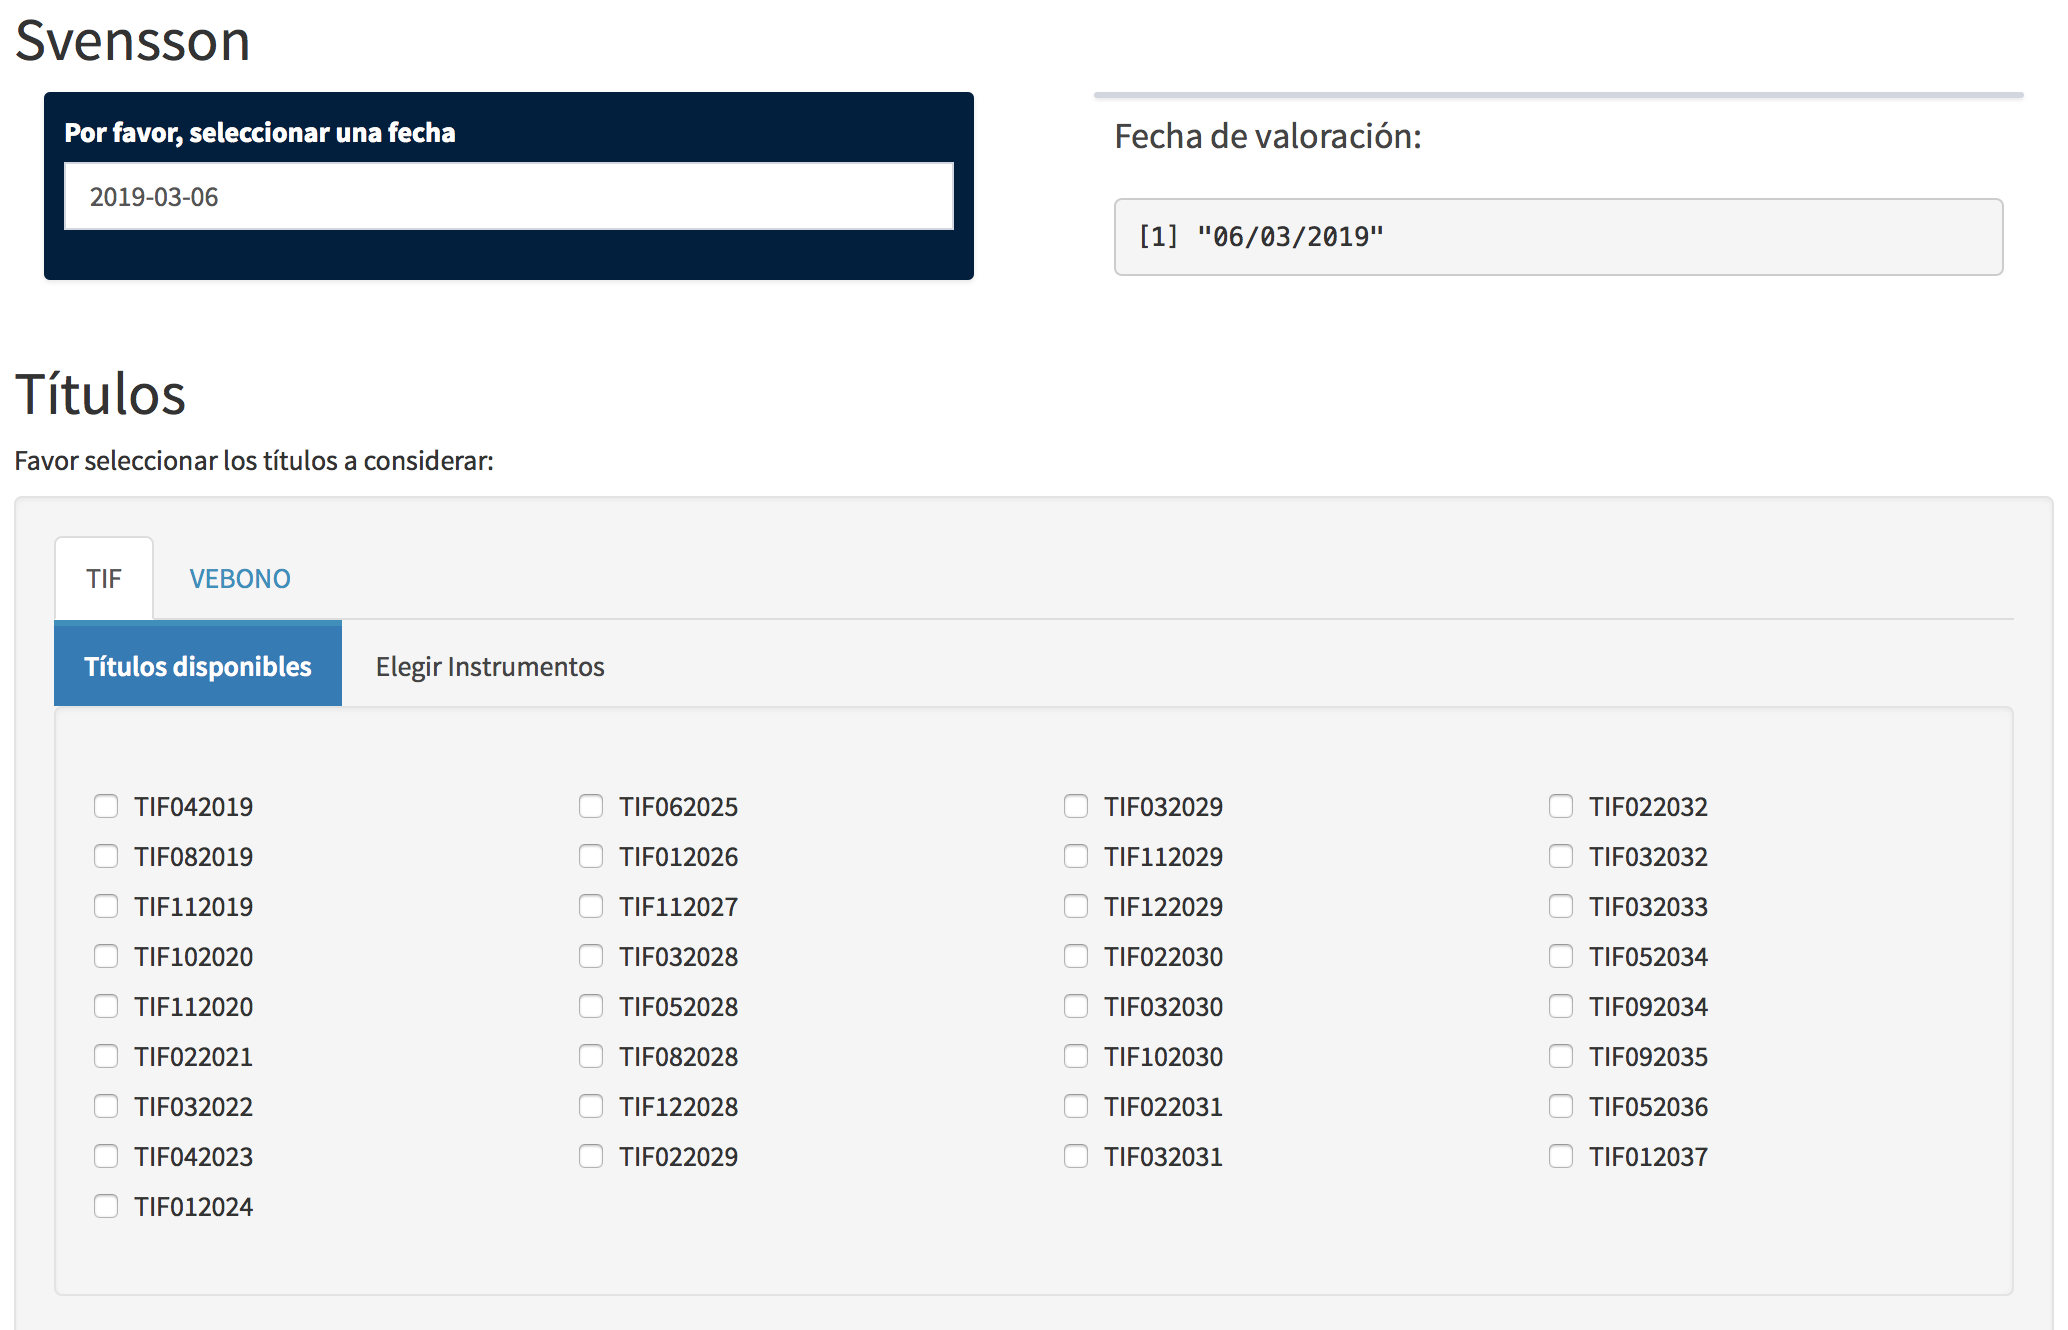 Svensson
Por favor, seleccionar una fecha
2019-03-06
Fecha de valoración:
[1] "06/03/2019"
Títulos
Favor seleccionar los títulos a considerar:
TIF VEBONO
Títulos disponibles Elegir Instrumentos
TIF042019 TIF062025 TIF032029 TIF022032
TIF082019 TIF012026 TIF112029 TIF032032
TIF112019 TIF112027 TIF122029 TIF032033
TIF102020 TIF032028 TIF022030 TIF052034
TIF112020 TIF052028 TIF032030 TIF092034
TIF022021 TIF082028 TIF102030 TIF092035
TIF032022 TIF122028 TIF022031 TIF052036
TIF042023 TIF022029 TIF032031 TIF012037
TIF012024